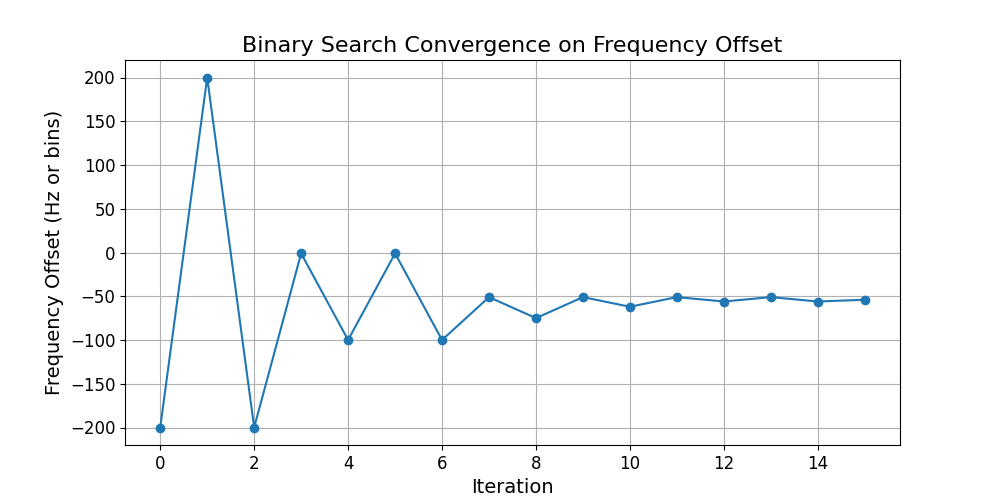 Binary Search Convergence on Frequency Offset
Frequency Offset (Hz or bins)
200
150
100
50
0
−50
−100
−150
−200
0 2 4 6 8 10 12 14
Iteration